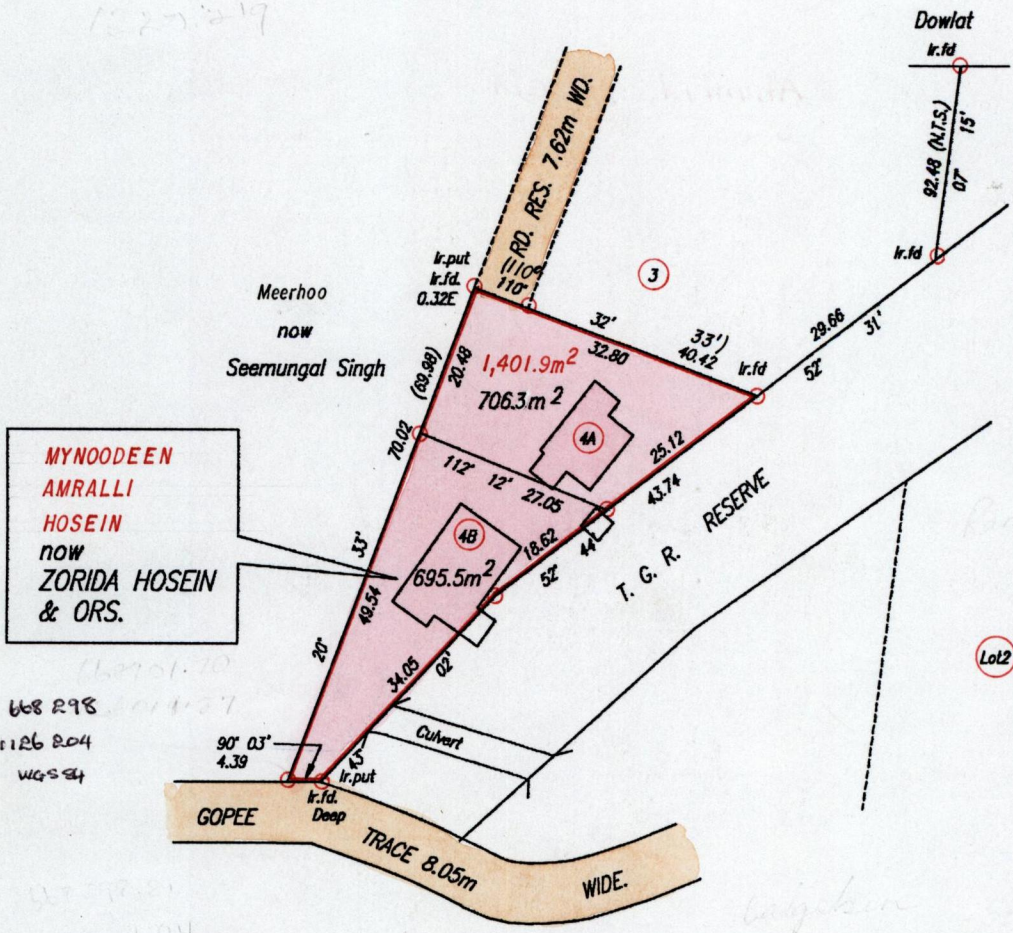 Dowlat
Ir.fd
92.48 (N.T.S.)
07' 15'
Ir.fd
RD. RES. 7.62m WD.
(110°
110°
Ir.put
Ir.fd.
0.32E
3
Meerhoo
now
Seemungal Singh
32'
32.80
33')
40.42
Ir.fd
29.66
52° 31'
1,401.9m²
706.3m²
(69.98)
20.48
70.02
4A
25.12
43.74
112° 12'
27.05
T. G. R. RESERVE
MYNOODEEN
AMRALLI
HOSEIN
now
ZORIDA HOSEIN
& ORS.
4B
695.5m²
18.62
52° 44'
33'
49.54
20°
34.05
02'
43°
Lot2
668 298
1126 204
WGS84
90° 03'
4.39
Culvert
Ir.put
Ir.fd.
Deep
GOPEE TRACE 8.05m WIDE.